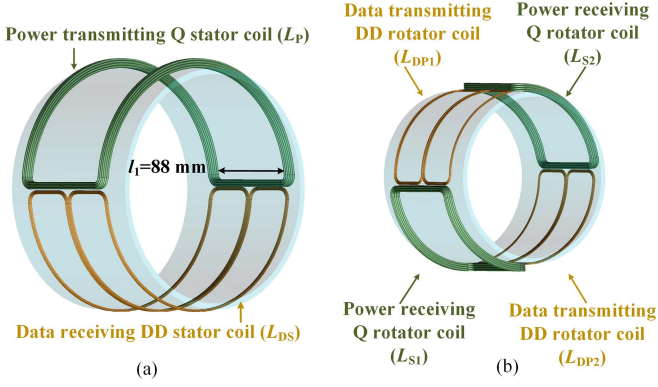 Power transmitting Q stator coil (LP)
l1=88 mm
Data receiving DD stator coil (LDS)
(a)
Data transmitting
DD rotator coil
(LDP1)
Power receiving
Q rotator coil
(LS2)
Power receiving
Q rotator coil
(LS1)
Data transmitting
DD rotator coil
(LDP2)
(b)